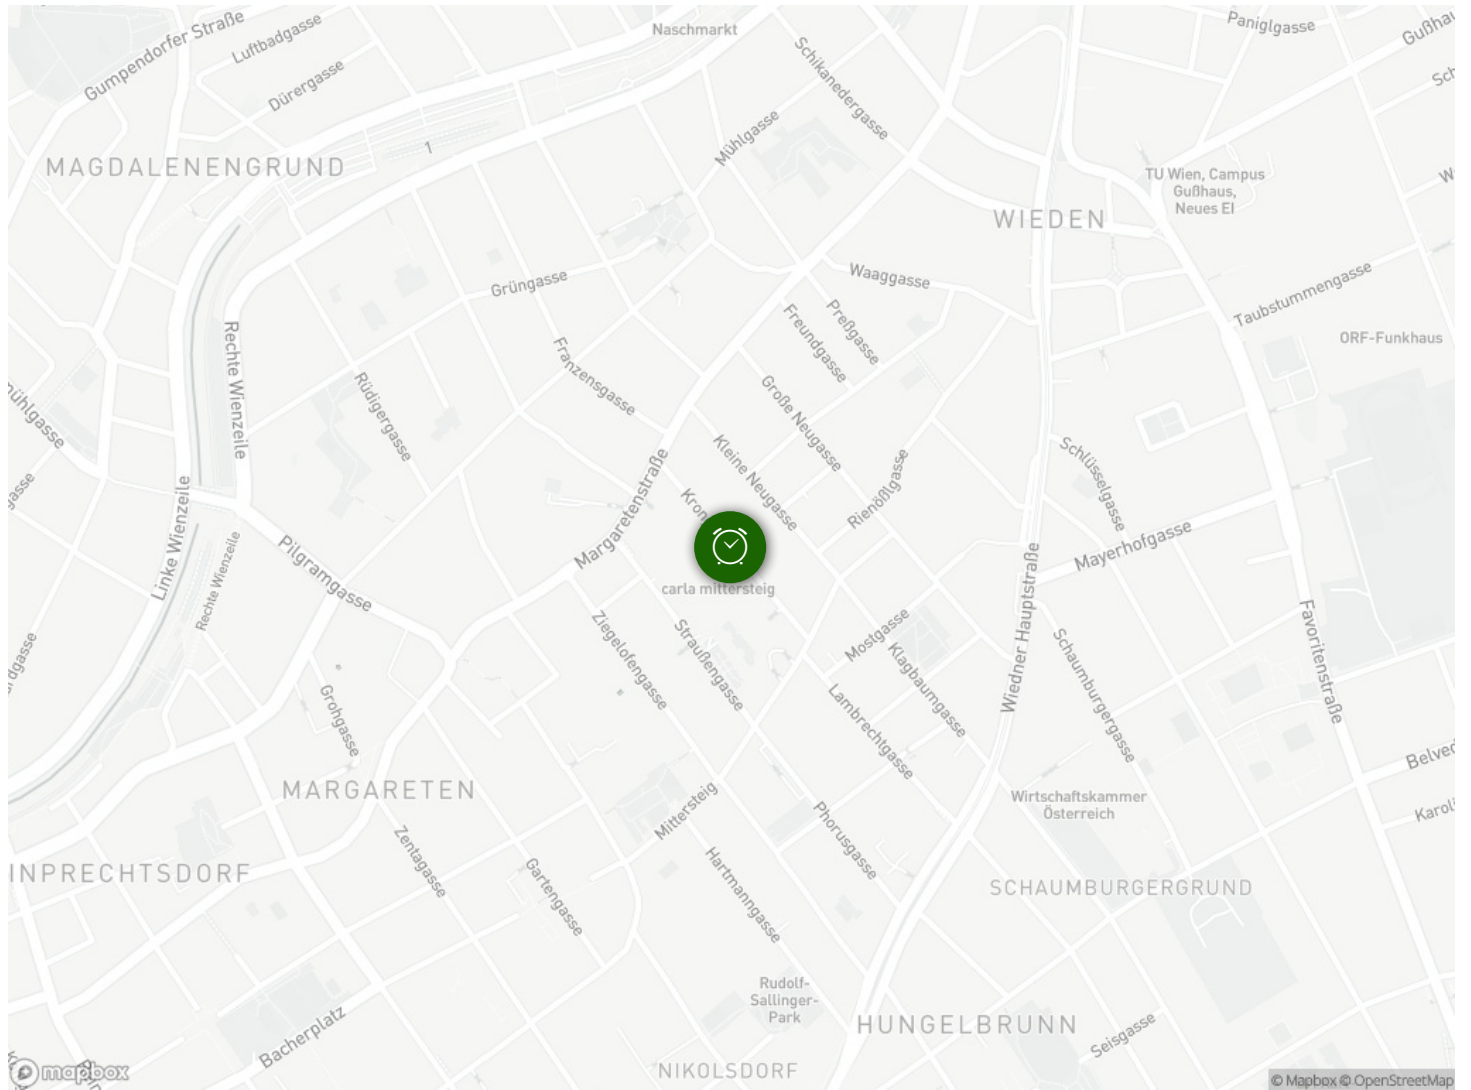 Gumpendorfer Straße
Luftbadgasse
Dürergasse
Naschmarkt
Schikanedergasse
Paniglgasse
Mühlgasse
1
MAGDALENENGRUND
TU Wien, Campus
Gußhaus,
Neues EI
WIEDEN
Waaggasse
Grüngasse
Preßgasse
Freundgasse
Taubstummengasse
ORF-Funkhaus
Rechte Wienzeile
Franzensgasse
Rüdigergasse
Große Neugasse
Kleine Neugasse
Rienößlgasse
Schlüsselgasse
Margaretenstraße
Linke Wienzeile
Rechte Wienzeile
Pilgramgasse
Mayerhofgasse
carla mittersteig
Wiedner Hauptstraße
Favoritenstraße
Ziegelofengasse
Straußengasse
Mostgasse
Klagbaumgasse
Schaumburgergasse
Lambrechtgasse
Grohgasse
MARGARETEN
Wirtschaftskammer
Österreich
Mittersteig
Phorusgasse
Zentagasse
Gartengasse
Hartmanngasse
INPRECHTSDORF
SCHAUMBURGERGRUND
Rudolf-
Sallinger-
Park
HUNGELBRUNN
Seisgasse
Bacherplatz
NIKOLSDORF
mapbox
© Mapbox © OpenStreetMap